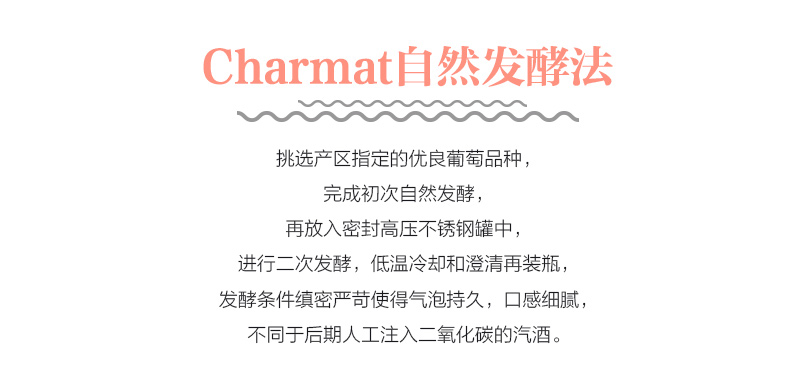 Charmat自然发酵法
挑选产区指定的优良葡萄品种，
完成初次自然发酵，
再放入密封高压不锈钢罐中，
进行二次发酵，低温冷却和澄清再装瓶，
发酵条件缜密严苛使得气泡持久，口感细腻，
不同于后期人工注入二氧化碳的汽酒。